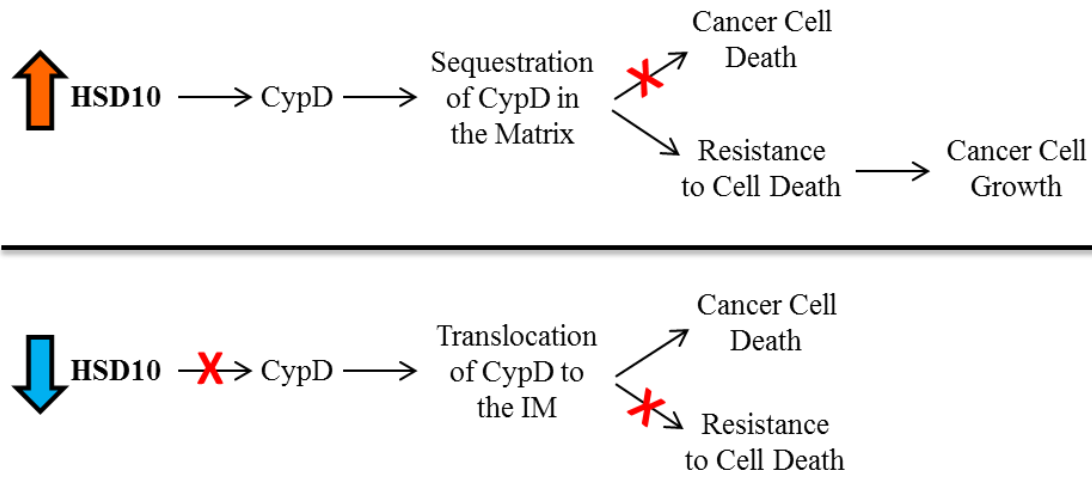 Cancer Cell
Death
HSD10
CypD
Sequestration
of CypD in
the Matrix
Resistance
to Cell Death
Cancer Cell
Growth
HSD10
CypD
Translocation
of CypD to
the IM
Cancer Cell
Death
Resistance
to Cell Death